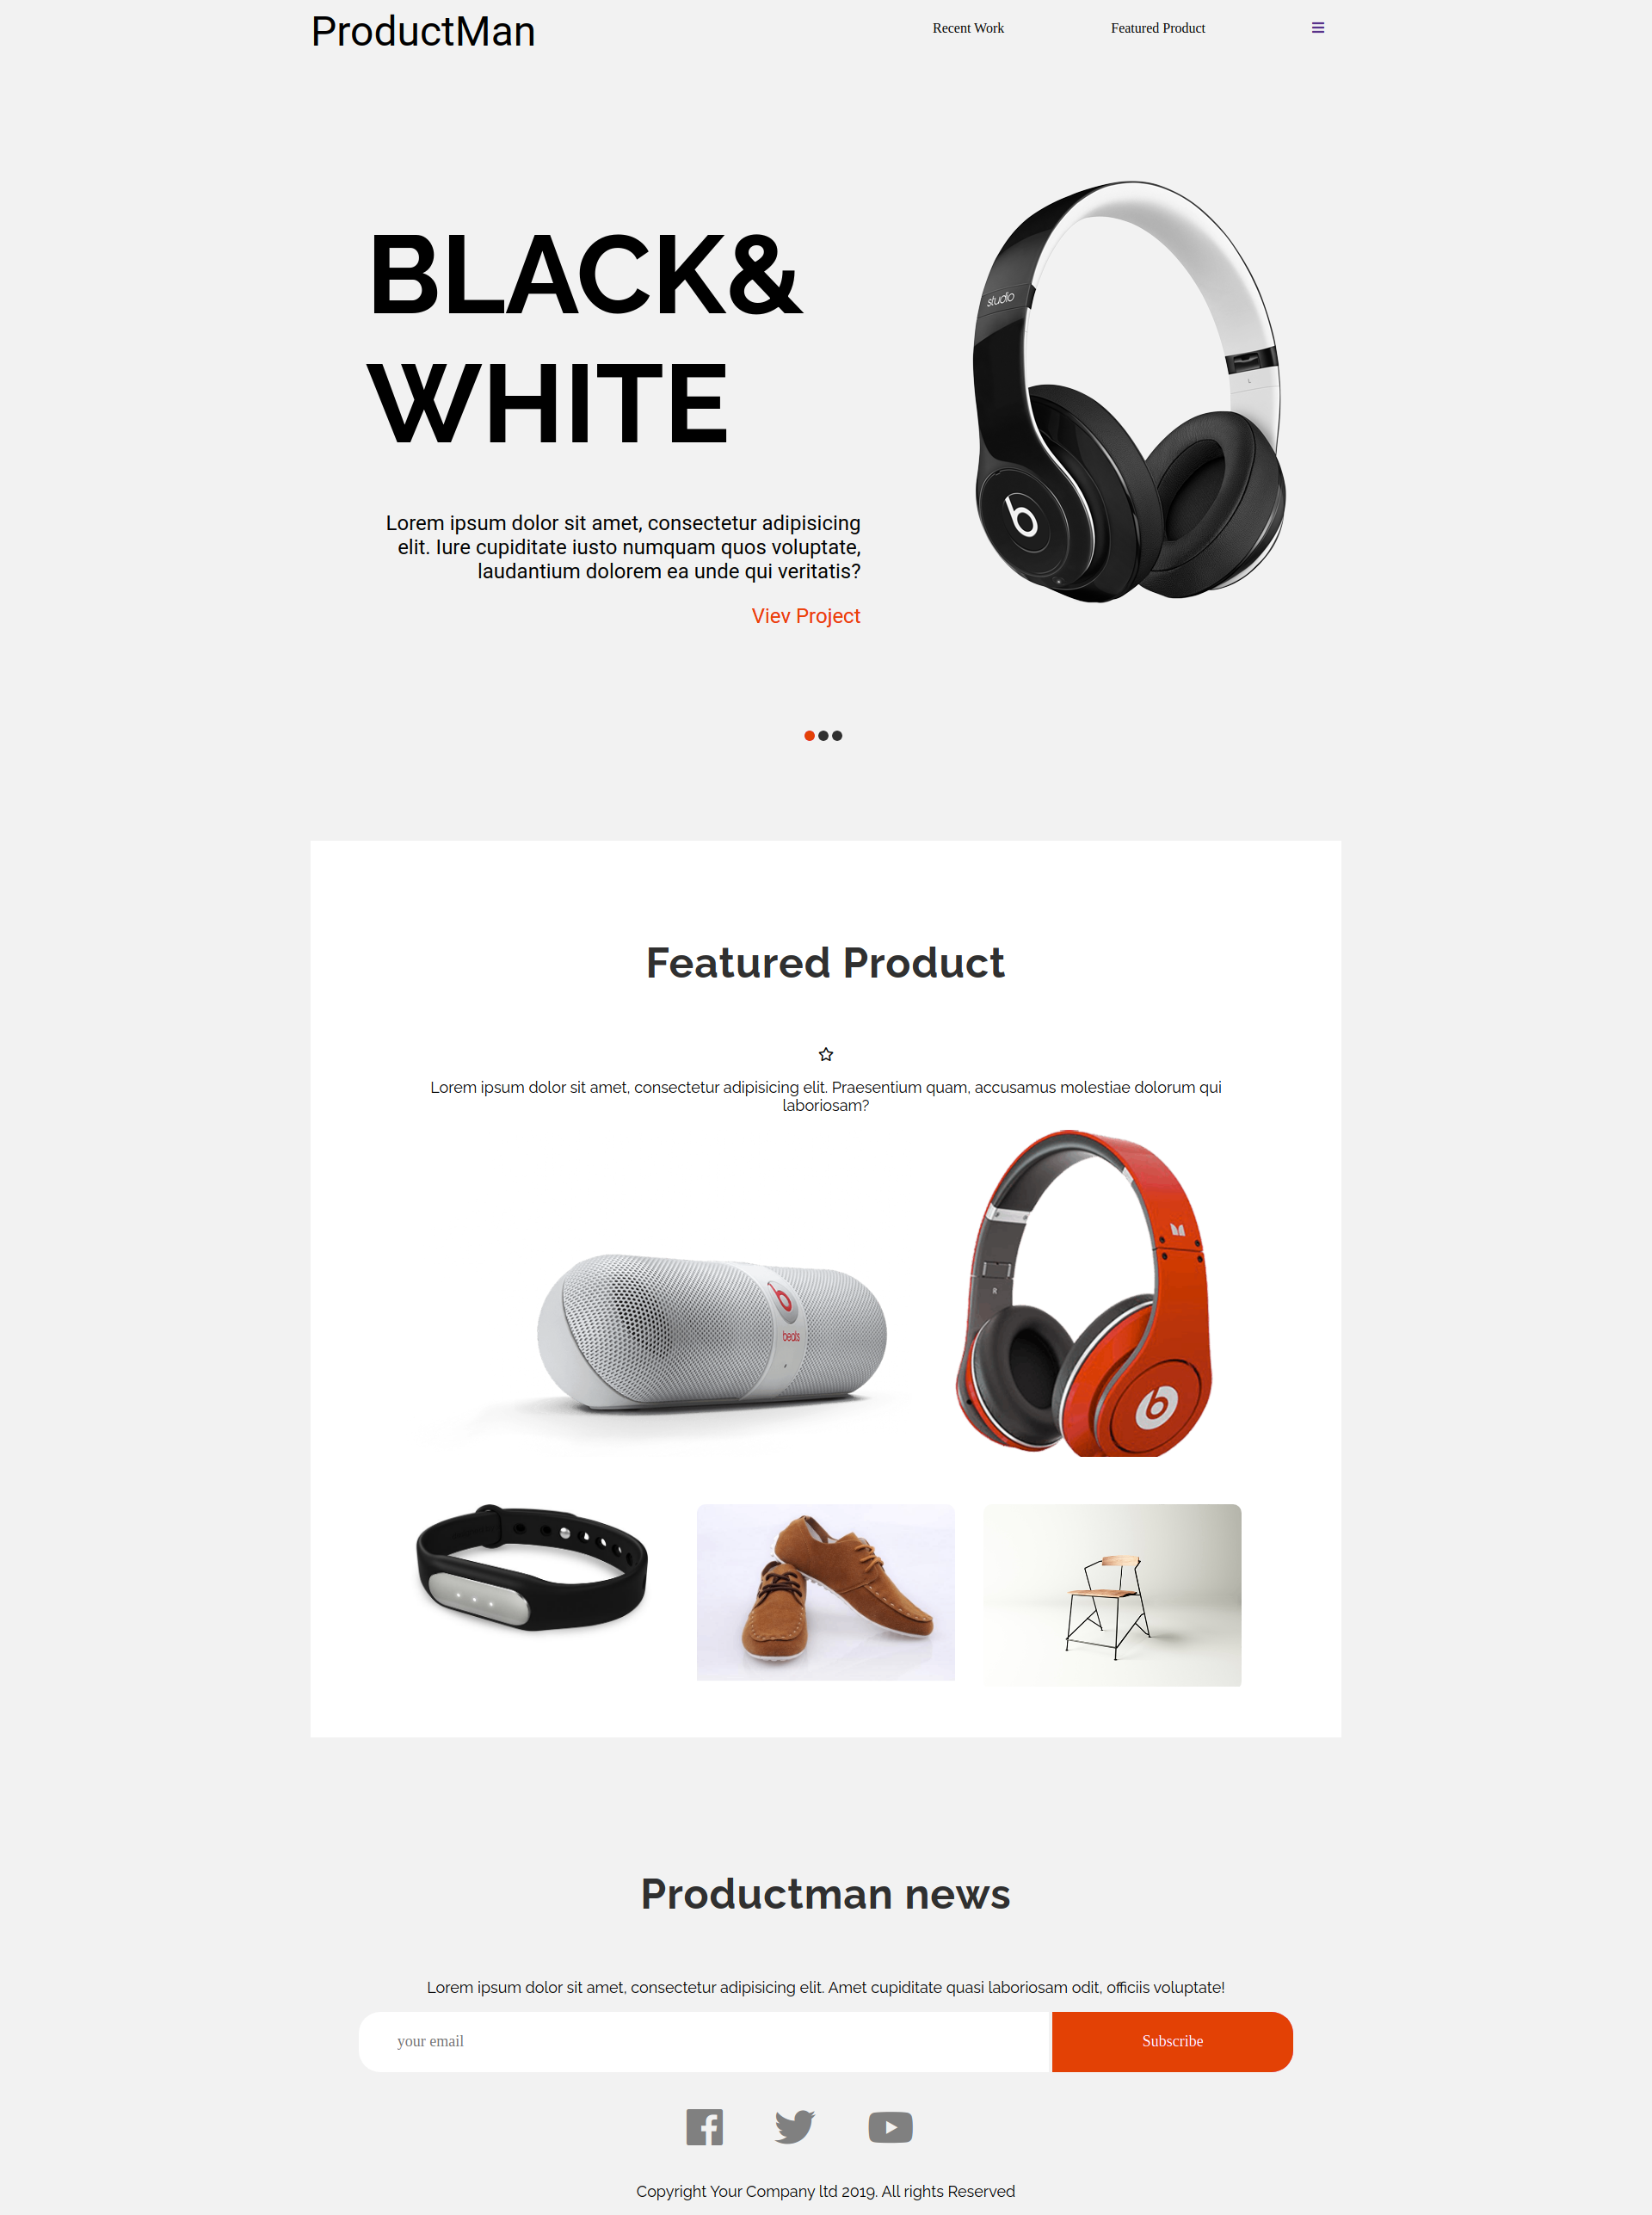 ProductMan
Recent Work
Featured Product
BLACK&
WHITE
studio
L
b
Lorem ipsum dolor sit amet, consectetur adipisicing
elit. Iure cupiditate iusto numquam quos voluptate,
laudantium dolorem ea unde qui veritatis?
Viev Project
Featured Product
Lorem ipsum dolor sit amet, consectetur adipisicing elit. Praesentium quam, accusamus molestiae dolorum qui
laboriosam?
R
b
beats
b
Productman news
Lorem ipsum dolor sit amet, consectetur adipisicing elit. Amet cupiditate quasi laboriosam odit, officiis voluptate!
your email
Subscribe
Copyright Your Company ltd 2019. All rights Reserved